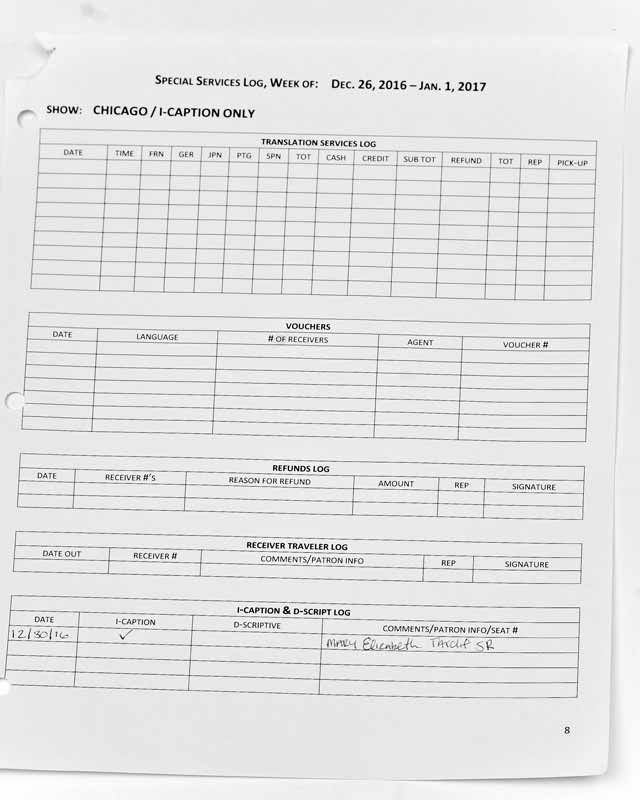 SPECIAL SERVICES LOG, WEEK OF: DEC. 26, 2016 – JAN. 1, 2017
SHOW: CHICAGO / I-CAPTION ONLY
TRANSLATION SERVICES LOG
DATE TIME FRN GER JPN PTG SPN TOT CASH CREDIT SUB TOT REFUND TOT REP PICK-UP
VOUCHERS
DATE LANGUAGE # OF RECEIVERS AGENT VOUCHER #
REFUNDS LOG
DATE RECEIVER #'S REASON FOR REFUND AMOUNT REP SIGNATURE
RECEIVER TRAVELER LOG
DATE OUT RECEIVER # COMMENTS/PATRON INFO REP SIGNATURE
I-CAPTION & D-SCRIPT LOG
DATE I-CAPTION D-SCRIPTIVE COMMENTS/PATRON INFO/SEAT #
12/30/16 ✓ MARY Elizabeth Tardif SR
8